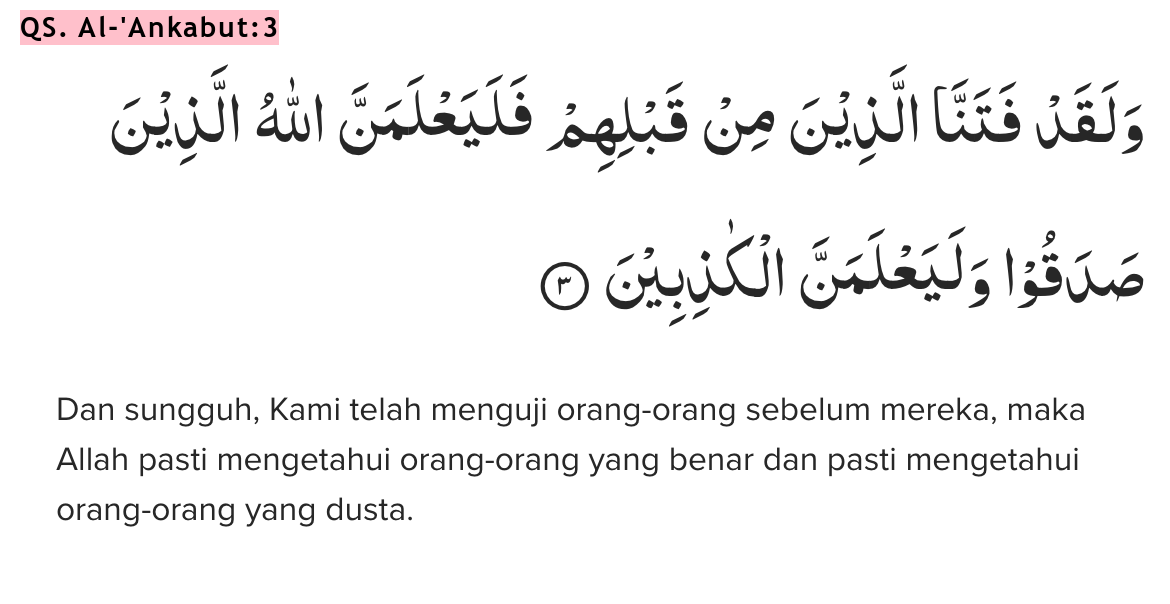 QS. Al-'Ankabut:3
وَلَقَدْ فَتَنَّا الَّذِيْنَ مِنْ قَبْلِهِمْ فَلَيَعْلَمَنَّ اللّٰهُ الَّذِيْنَ
صَدَقُوْا وَلَيَعْلَمَنَّ الْكٰذِبِيْنَ ٣
Dan sungguh, Kami telah menguji orang-orang sebelum mereka, maka
Allah pasti mengetahui orang-orang yang benar dan pasti mengetahui
orang-orang yang dusta.